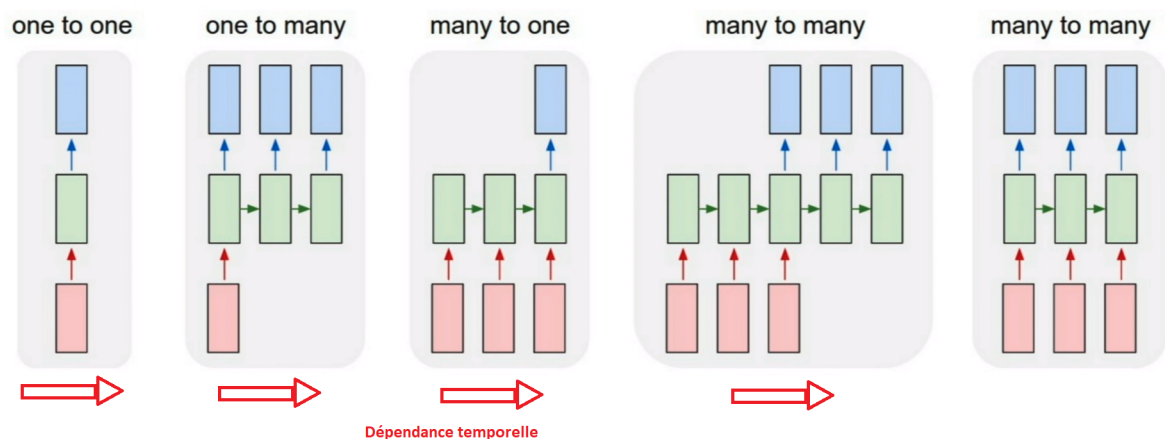 one to one
one to many
many to one
many to many
many to many
Dépendance temporelle